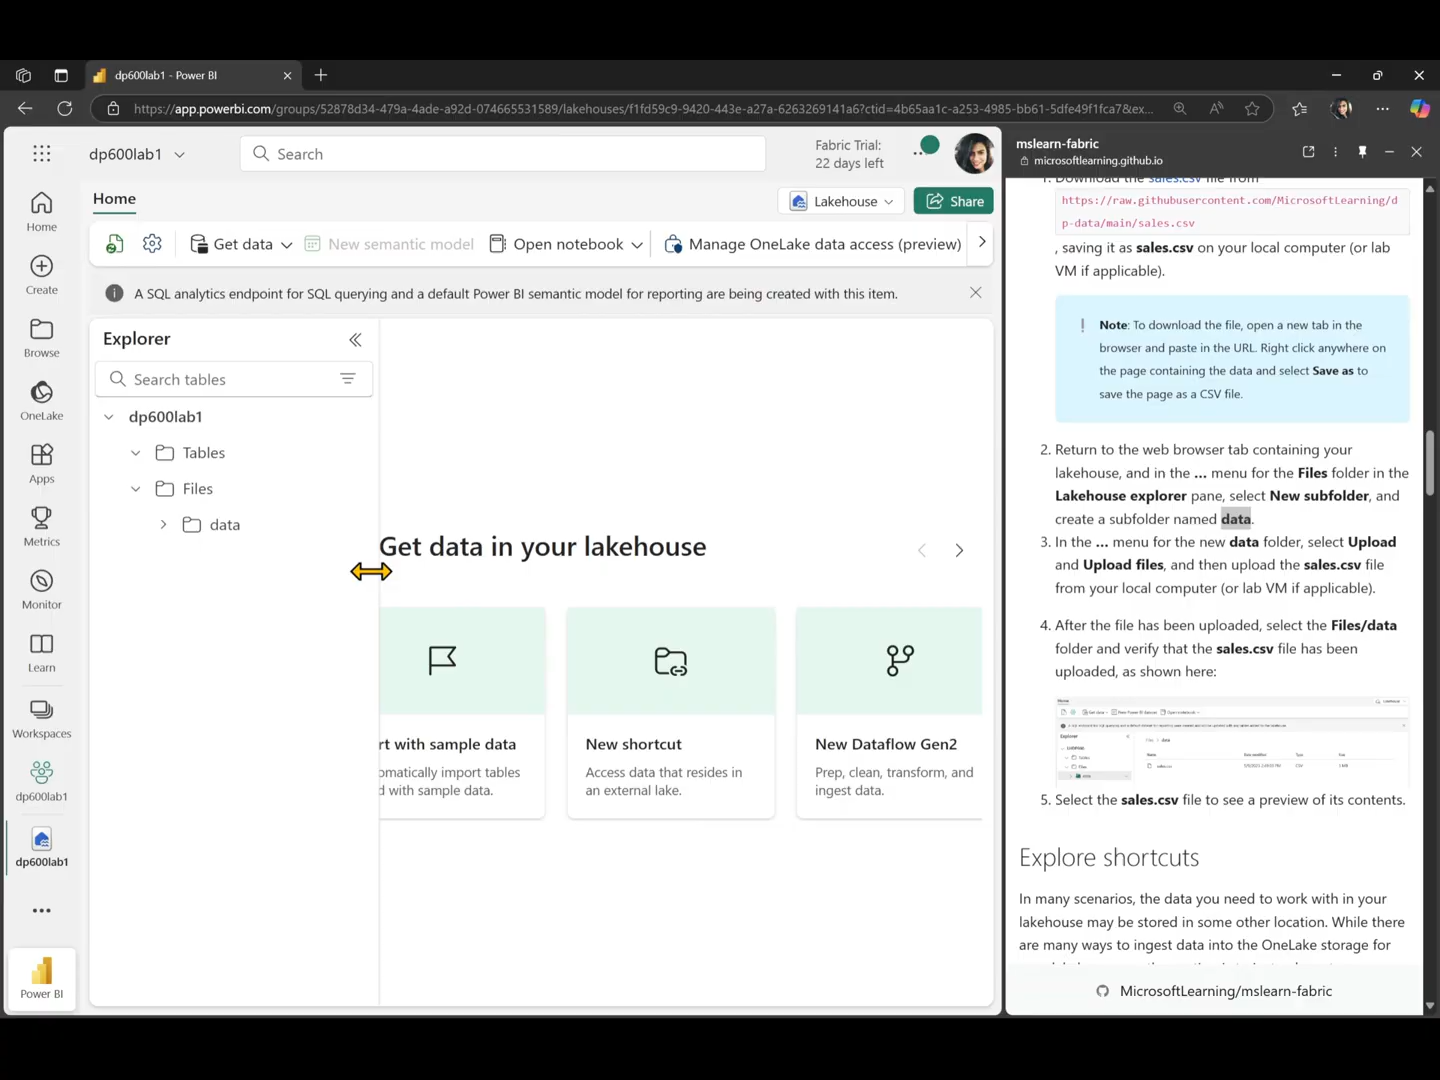 dp600lab1 - Power BI
https://app.powerbi.com/groups/52878d34-479a-4ade-a92d-074665531589/lakehouses/f1fd59c9-9420-443e-a27a-6263269141a6?ctid=4b65aa1c-a253-4985-bb61-5dfe49f1fca7&ex...
dp600lab1
Search
Fabric Trial:
22 days left
Home
Lakehouse
Share
Get data
New semantic model
Open notebook
Manage OneLake data access (preview)
A SQL analytics endpoint for SQL querying and a default Power BI semantic model for reporting are being created with this item.
Home
Create
Browse
OneLake
Apps
Metrics
Monitor
Learn
Workspaces
dp600lab1
dp600lab1
Power BI
Explorer
Search tables
dp600lab1
Tables
Files
data
Get data in your lakehouse
rt with sample data
omatically import tables
d with sample data.
New shortcut
Access data that resides in
an external lake.
New Dataflow Gen2
Prep, clean, transform, and
ingest data.
mslearn-fabric
microsoftlearning.github.io
1. Download the sales.csv file from
https://raw.githubusercontent.com/MicrosoftLearning/d
p-data/main/sales.csv
, saving it as sales.csv on your local computer (or lab
VM if applicable).
Note: To download the file, open a new tab in the
browser and paste in the URL. Right click anywhere on
the page containing the data and select Save as to
save the page as a CSV file.
2. Return to the web browser tab containing your
lakehouse, and in the ... menu for the Files folder in the
Lakehouse explorer pane, select New subfolder, and
create a subfolder named data.
3. In the ... menu for the new data folder, select Upload
and Upload files, and then upload the sales.csv file
from your local computer (or lab VM if applicable).
4. After the file has been uploaded, select the Files/data
folder and verify that the sales.csv file has been
uploaded, as shown here:
5. Select the sales.csv file to see a preview of its contents.
Explore shortcuts
In many scenarios, the data you need to work with in your
lakehouse may be stored in some other location. While there
are many ways to ingest data into the OneLake storage for
MicrosoftLearning/mslearn-fabric